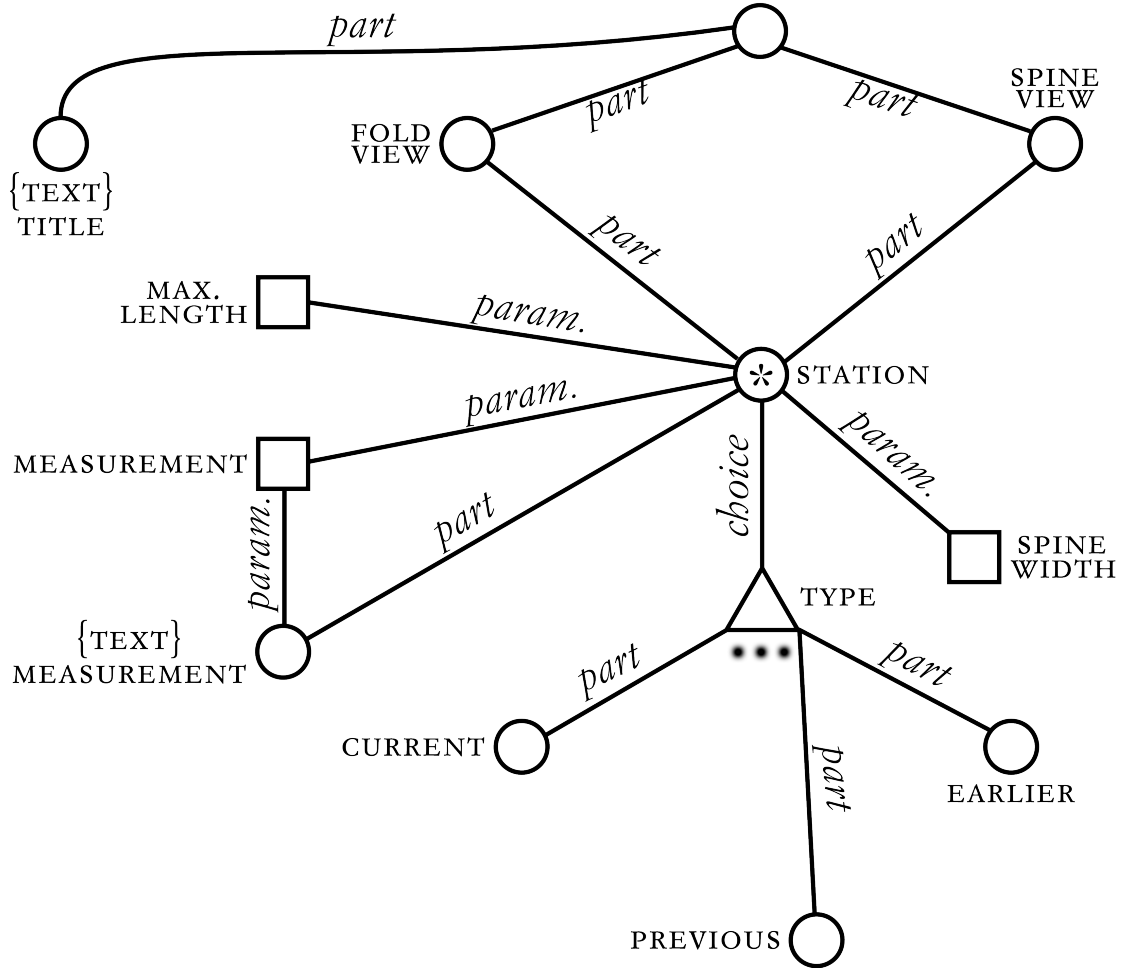 part
part
part
SPINE
VIEW
FOLD
VIEW
{TEXT}
TITLE
part
part
MAX.
LENGTH
param.
STATION
param.
param.
MEASUREMENT
choice
part
param.
SPINE
WIDTH
TYPE
{TEXT}
MEASUREMENT
part
part
CURRENT
part
EARLIER
PREVIOUS